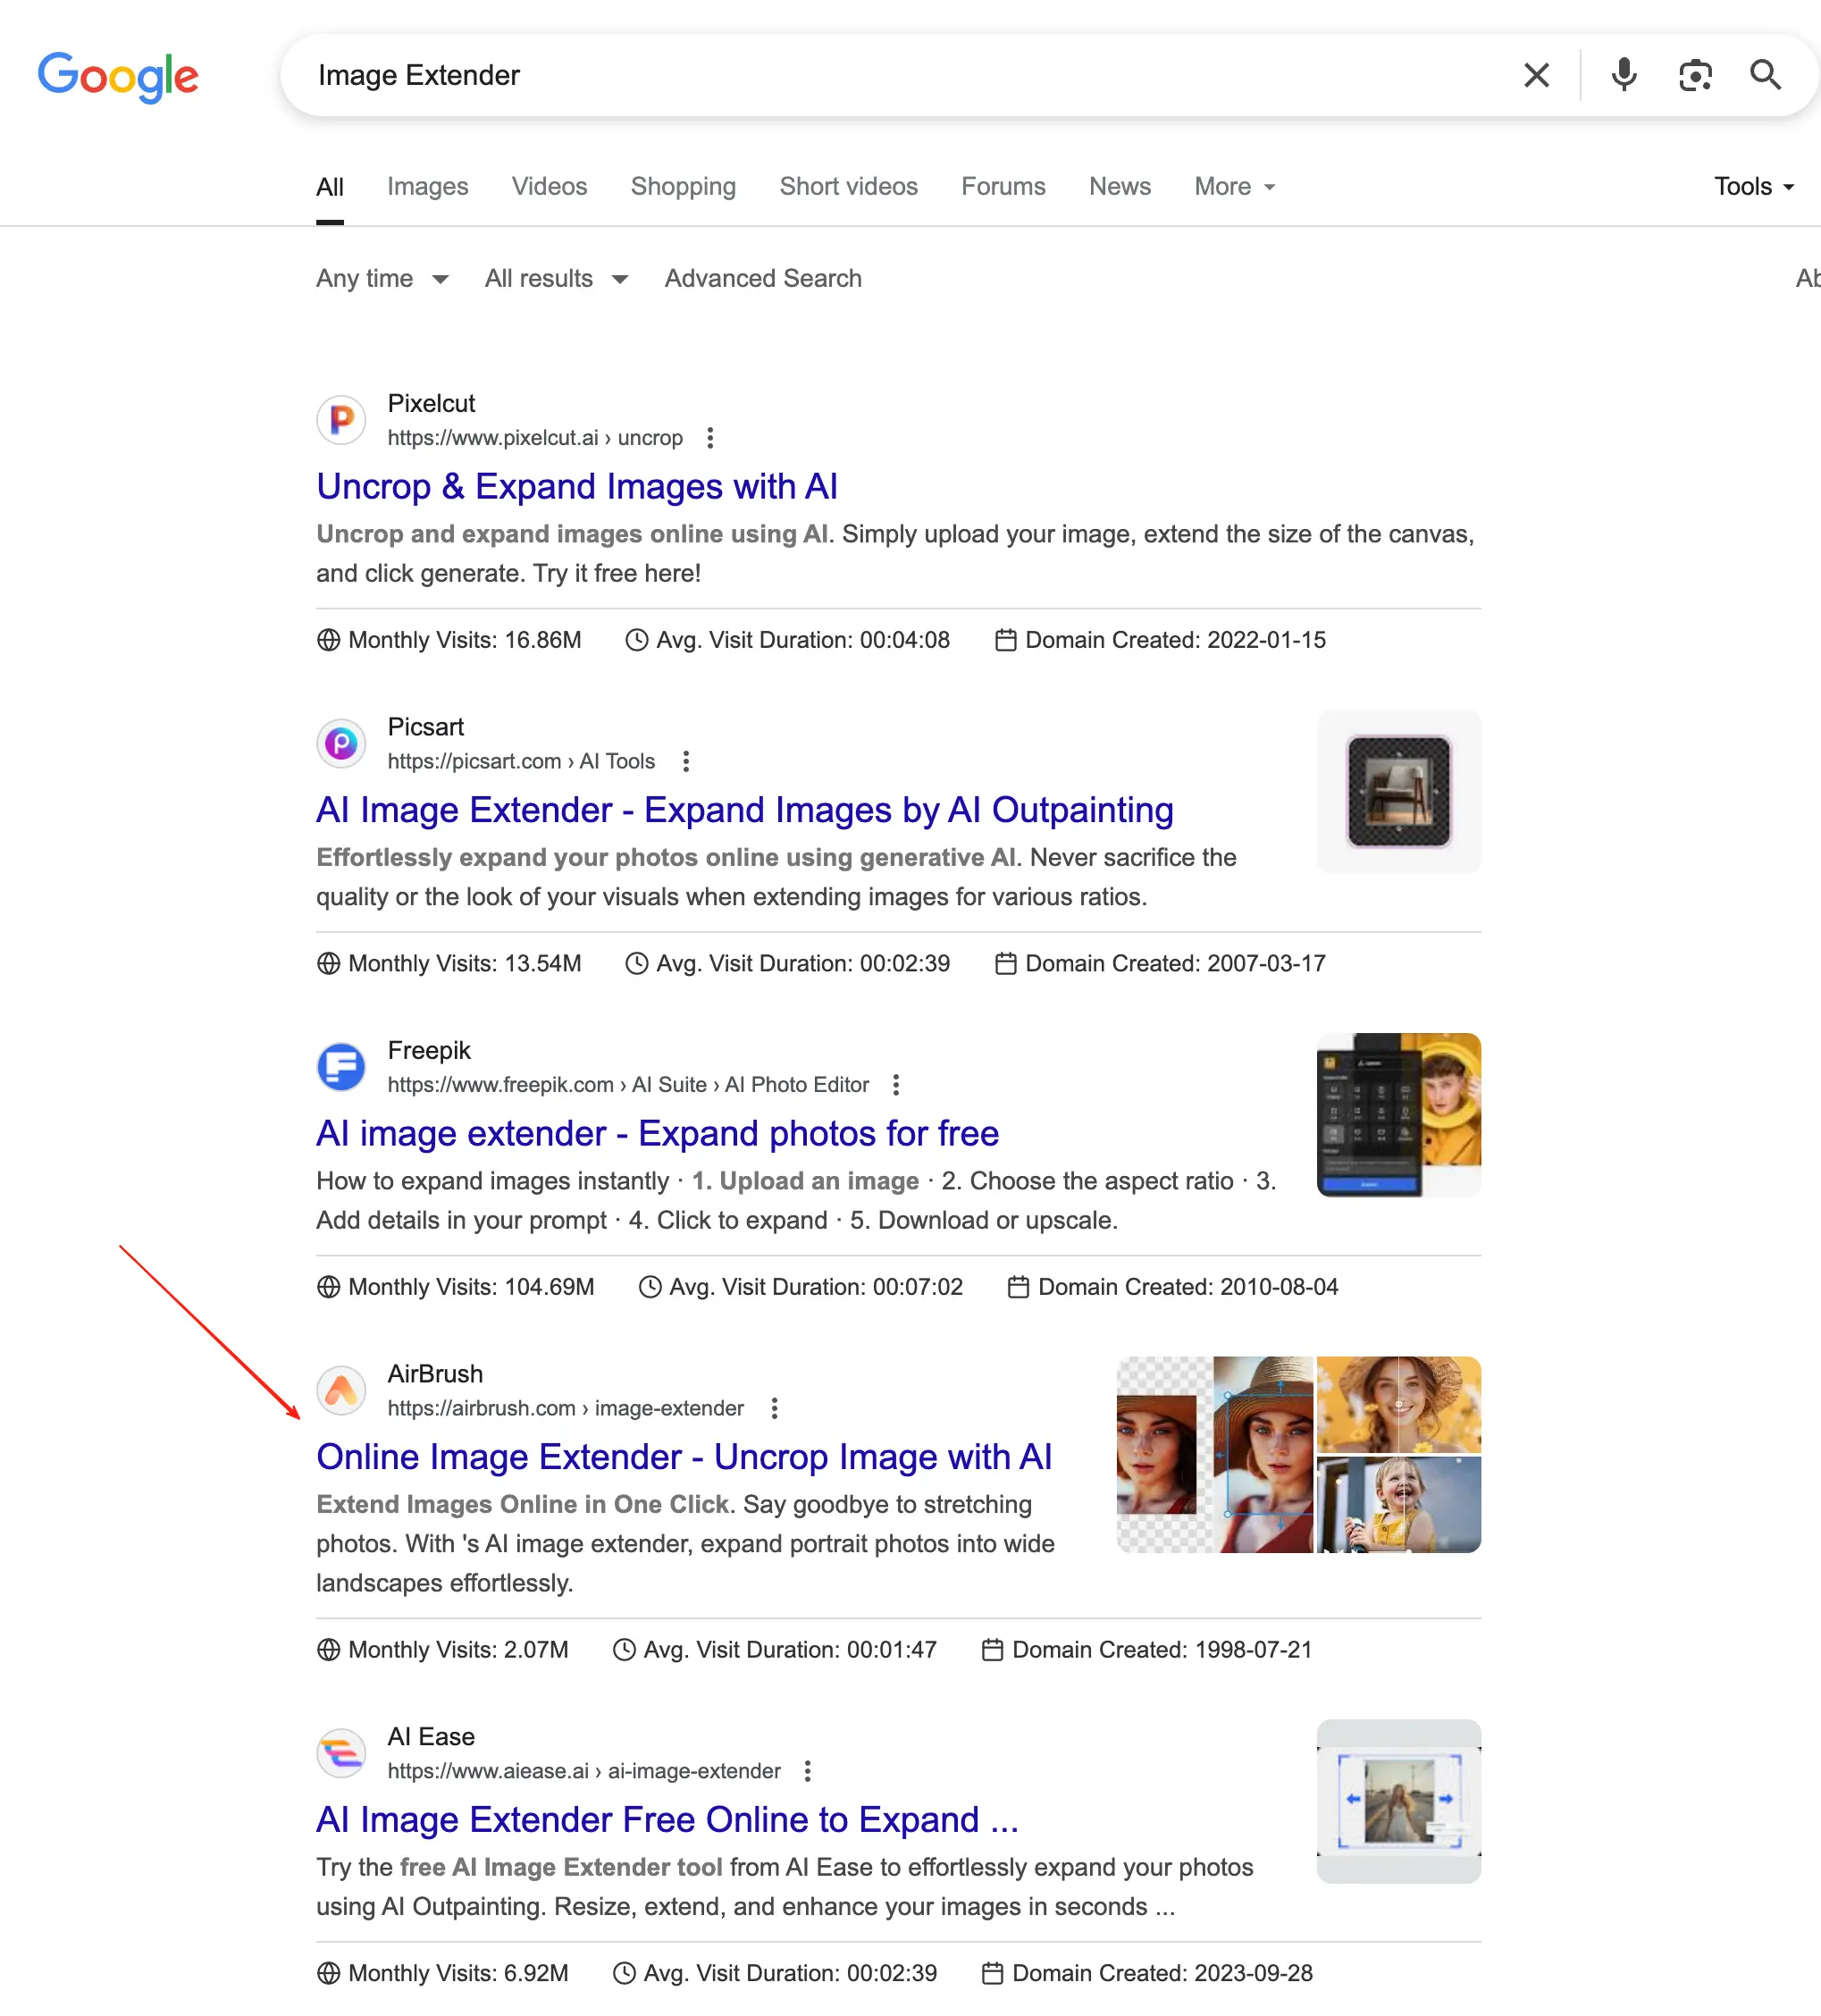 Google
Image Extender
All Images Videos Shopping Short videos Forums News More Tools
Any time All results Advanced Search Ab
Pixelcut
https://www.pixelcut.ai › uncrop
Uncrop & Expand Images with AI
Uncrop and expand images online using AI. Simply upload your image, extend the size of the canvas,
and click generate. Try it free here!
Monthly Visits: 16.86M Avg. Visit Duration: 00:04:08 Domain Created: 2022-01-15
Picsart
https://picsart.com › AI Tools
AI Image Extender - Expand Images by AI Outpainting
Effortlessly expand your photos online using generative AI. Never sacrifice the
quality or the look of your visuals when extending images for various ratios.
Monthly Visits: 13.54M Avg. Visit Duration: 00:02:39 Domain Created: 2007-03-17
Freepik
https://www.freepik.com › AI Suite › AI Photo Editor
AI image extender - Expand photos for free
How to expand images instantly · 1. Upload an image · 2. Choose the aspect ratio · 3.
Add details in your prompt · 4. Click to expand · 5. Download or upscale.
Monthly Visits: 104.69M Avg. Visit Duration: 00:07:02 Domain Created: 2010-08-04
AirBrush
https://airbrush.com › image-extender
Online Image Extender - Uncrop Image with AI
Extend Images Online in One Click. Say goodbye to stretching
photos. With 's AI image extender, expand portrait photos into wide
landscapes effortlessly.
Monthly Visits: 2.07M Avg. Visit Duration: 00:01:47 Domain Created: 1998-07-21
AI Ease
https://www.aiease.ai › ai-image-extender
AI Image Extender Free Online to Expand ...
Try the free AI Image Extender tool from AI Ease to effortlessly expand your photos
using AI Outpainting. Resize, extend, and enhance your images in seconds ...
Monthly Visits: 6.92M Avg. Visit Duration: 00:02:39 Domain Created: 2023-09-28